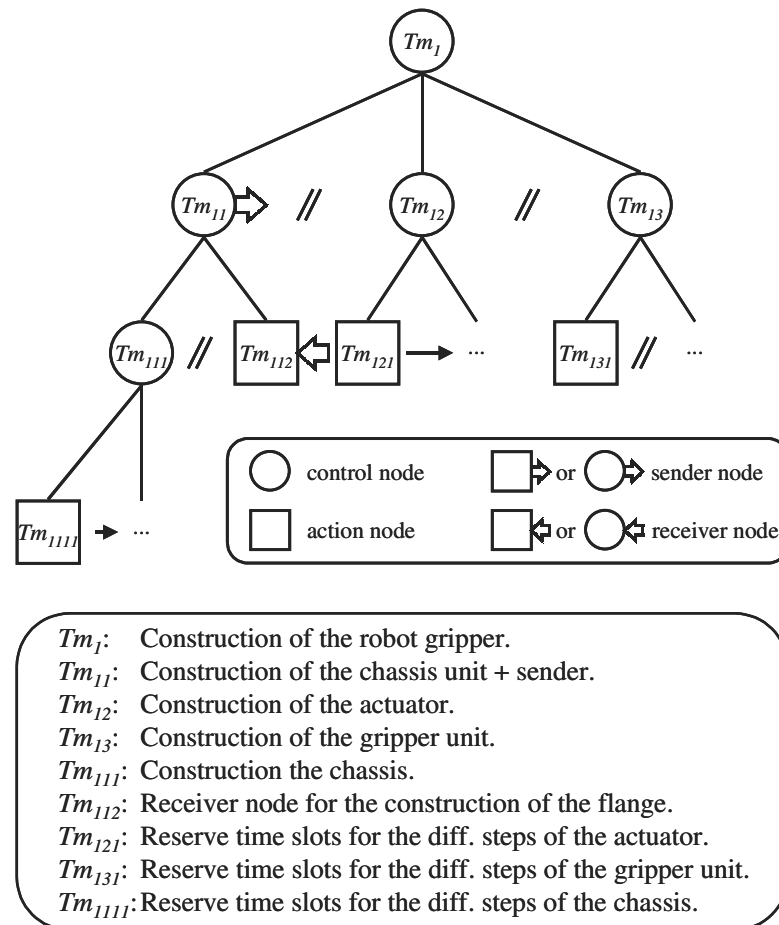 Tm1
Tm11 // Tm12 // Tm13
Tm111 // Tm112 Tm121 ... Tm131 // ...
control node or sender node
Tm1111 ... action node or receiver node
Tm1: Construction of the robot gripper.
Tm11: Construction of the chassis unit + sender.
Tm12: Construction of the actuator.
Tm13: Construction of the gripper unit.
Tm111: Construction the chassis.
Tm112: Receiver node for the construction of the flange.
Tm121: Reserve time slots for the diff. steps of the actuator.
Tm131: Reserve time slots for the diff. steps of the gripper unit.
Tm1111: Reserve time slots for the diff. steps of the chassis.